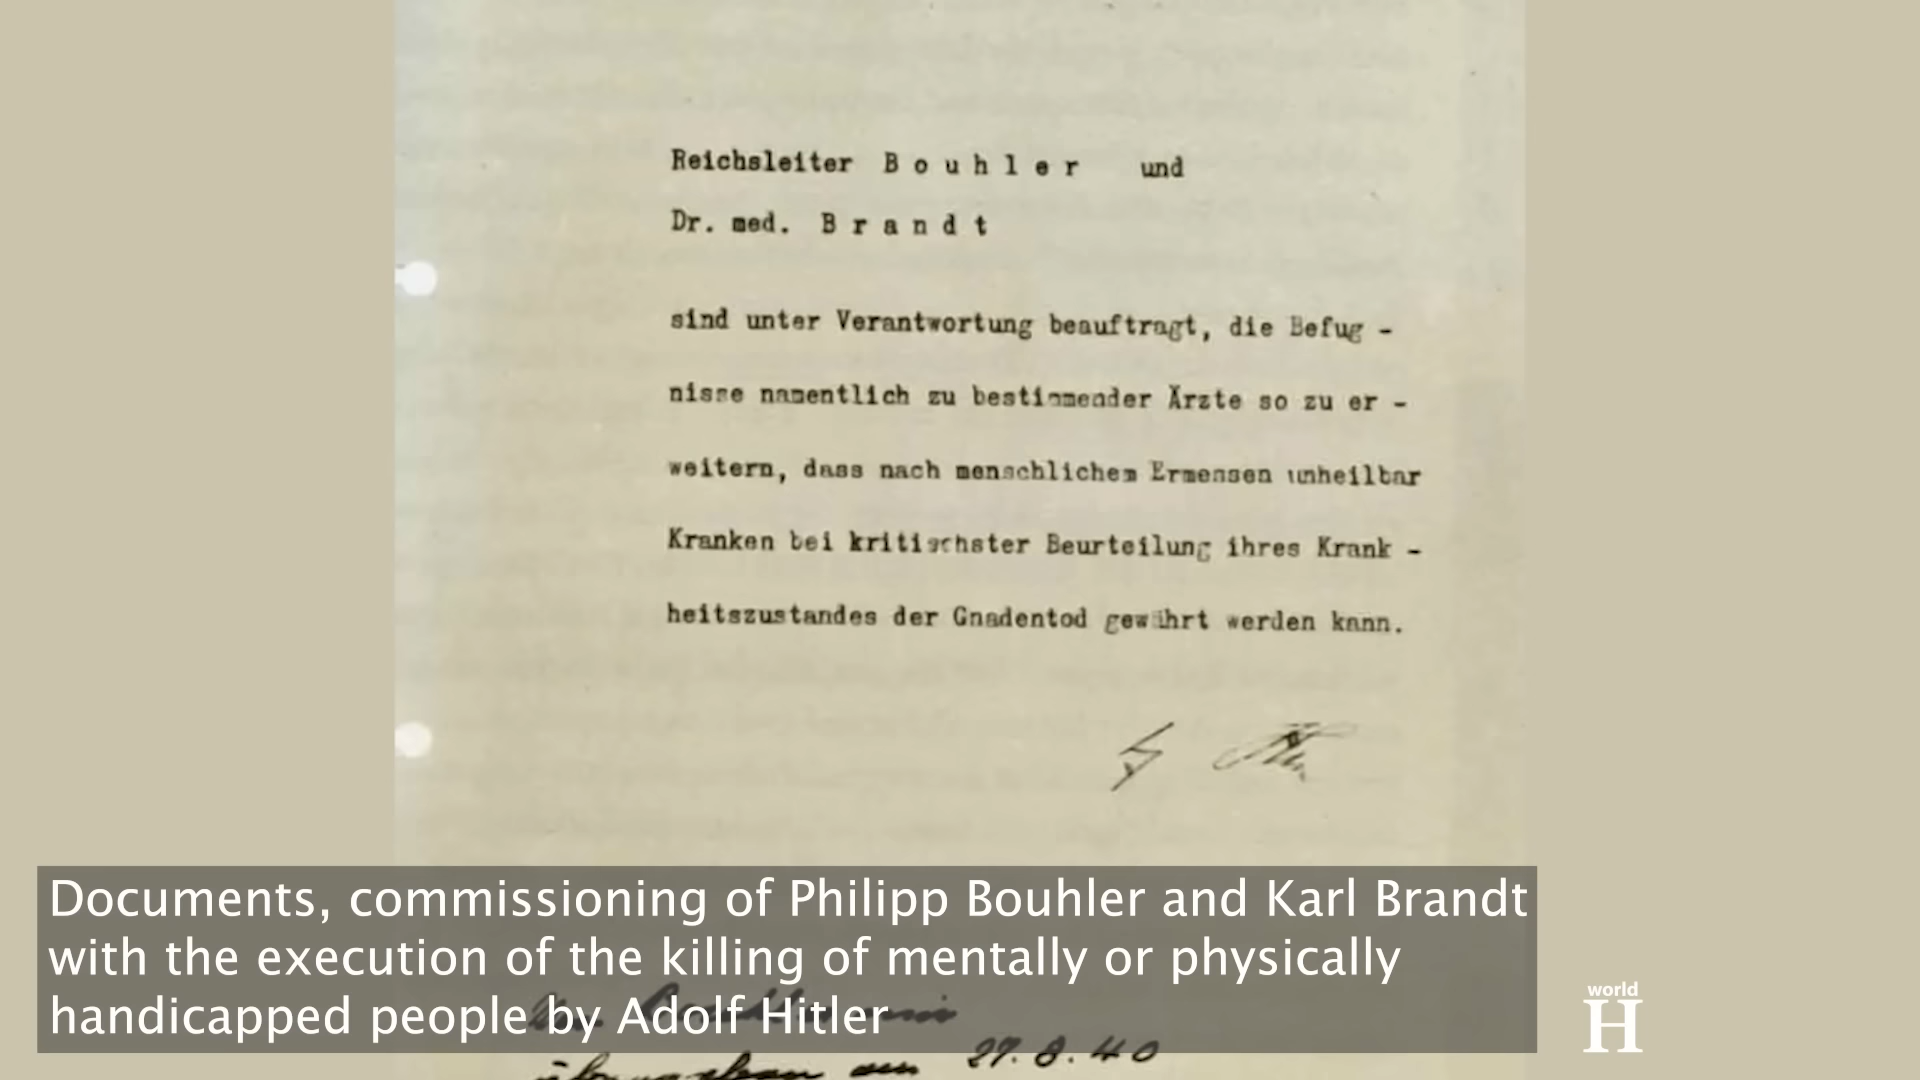 Reichsleiter Bouhler und
Dr. med. Brandt
sind unter Verantwortung beauftragt, die Befug -
nisse namentlich zu bestimmender Ärzte so zu er -
weitern, dass nach menschlichem Ermessen unheilbar
Kranken bei kritischster Beurteilung ihres Krank -
heitszustandes der Gnadentod gewährt werden kann.
Documents, commissioning of Philipp Bouhler and Karl Brandt
with the execution of the killing of mentally or physically
handicapped people by Adolf Hitler
27.8.40
world
H